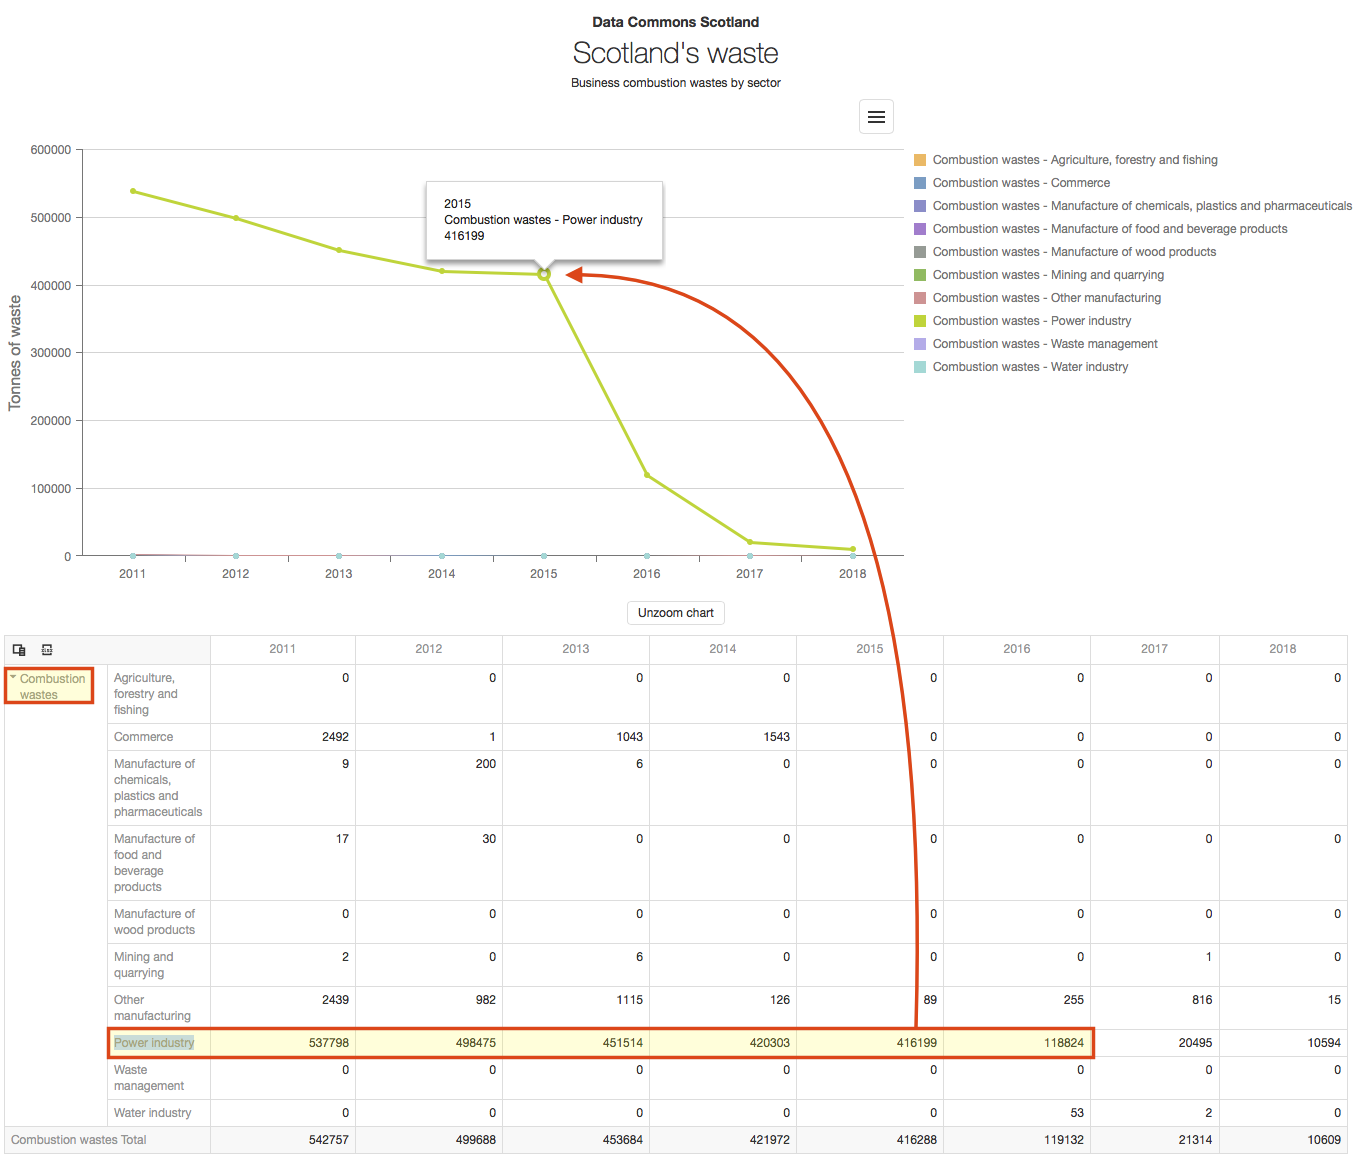 Data Commons Scotland
Scotland's waste
Business combustion wastes by sector
600000
500000
400000
300000
200000
100000
0
Tonnes of waste
2015
Combustion wastes - Power industry
416199
2011 2012 2013 2014 2015 2016 2017 2018
Combustion wastes - Agriculture, forestry and fishing
Combustion wastes - Commerce
Combustion wastes - Manufacture of chemicals, plastics and pharmaceuticals
Combustion wastes - Manufacture of food and beverage products
Combustion wastes - Manufacture of wood products
Combustion wastes - Mining and quarrying
Combustion wastes - Other manufacturing
Combustion wastes - Power industry
Combustion wastes - Waste management
Combustion wastes - Water industry
Unzoom chart
2011 2012 2013 2014 2015 2016 2017 2018
Combustion
wastes
Agriculture, 0 0 0 0 0 0 0 0
forestry and
fishing
Commerce 2492 1 1043 1543 0 0 0 0
Manufacture of 9 200 6 0 0 0 0 0
chemicals,
plastics and
pharmaceuticals
Manufacture of 17 30 0 0 0 0 0 0
food and
beverage
products
Manufacture of 0 0 0 0 0 0 0 0
wood products
Mining and 2 0 6 0 0 0 1 0
quarrying
Other 2439 982 1115 126 89 255 816 15
manufacturing
Power industry 537798 498475 451514 420303 416199 118824 20495 10594
Waste 0 0 0 0 0 0 0 0
management
Water industry 0 0 0 0 0 53 2 0
Combustion wastes Total 542757 499688 453684 421972 416288 119132 21314 10609